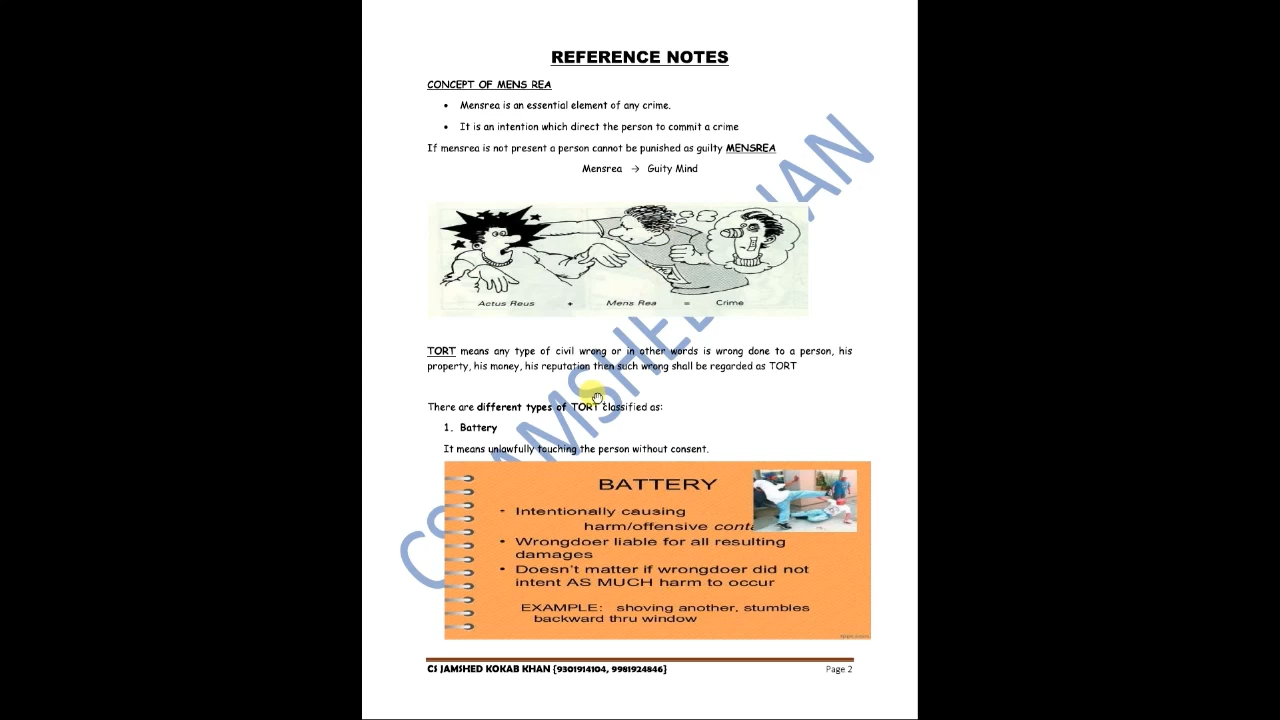 REFERENCE NOTES
CONCEPT OF MENS REA
• Mensrea is an essential element of any crime.
• It is an intention which direct the person to commit a crime
If mensrea is not present a person cannot be punished as guilty MENSREA
Mensrea → Guity Mind
Actus Reus + Mens Rea = Crime
TORT means any type of civil wrong or in other words is wrong done to a person, his
property, his money, his reputation then such wrong shall be regarded as TORT
There are different types of TORT classified as:
1. Battery
It means unlawfully touching the person without consent.
BATTERY
• Intentionally causing
harm/offensive
• Wrongdoer liable for all resulting
damages
• Doesn't matter if wrongdoer did not
intent AS MUCH harm to occur
EXAMPLE: shoving another, stumbles
backward thru window
CS JAMSHED KOKAB KHAN {9301914104, 9981924846}
Page 2